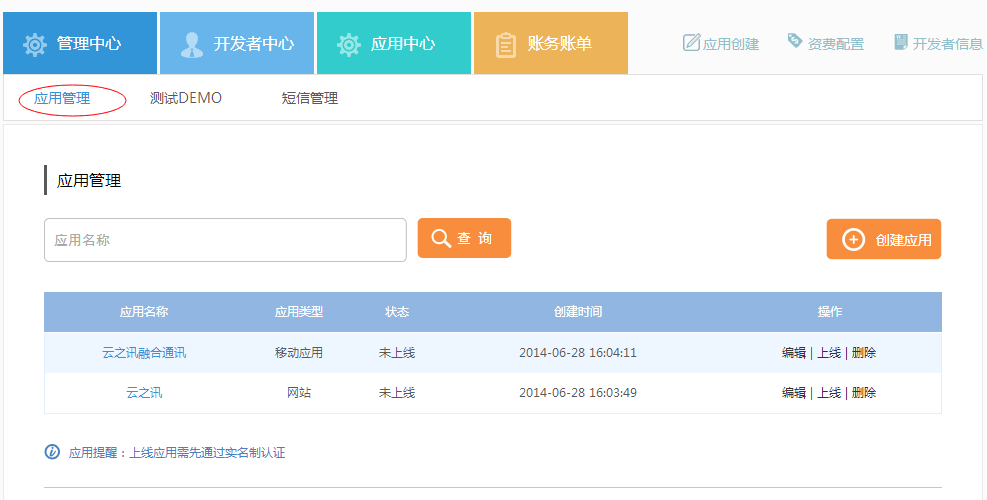 管理中心 开发者中心 应用中心 账务账单 应用创建 资费配置 开发者信息
应用管理 测试DEMO 短信管理
应用管理
应用名称 查 询 创建应用
应用名称 应用类型 状态 创建时间 操作
云之讯融合通讯 移动应用 未上线 2014-06-28 16:04:11 编辑 | 上线 | 删除
云之讯 网站 未上线 2014-06-28 16:03:49 编辑 | 上线 | 删除
应用提醒：上线应用需先通过实名制认证